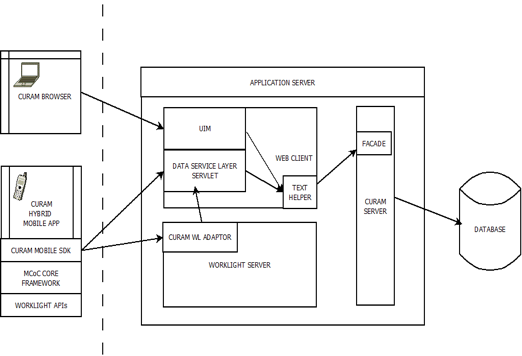 APPLICATION SERVER
CURAM BROWSER
UIM
WEB CLIENT
FACADE
DATA SERVICE LAYER
SERVLET
TEXT
HELPER
CURAM
HYBRID
MOBILE APP
CURAM
SERVER
DATABASE
CURAM WL ADAPTOR
CURAM MOBILE SDK
WORKLIGHT SERVER
MCoC CORE
FRAMEWORK
WORKLIGHT APIs